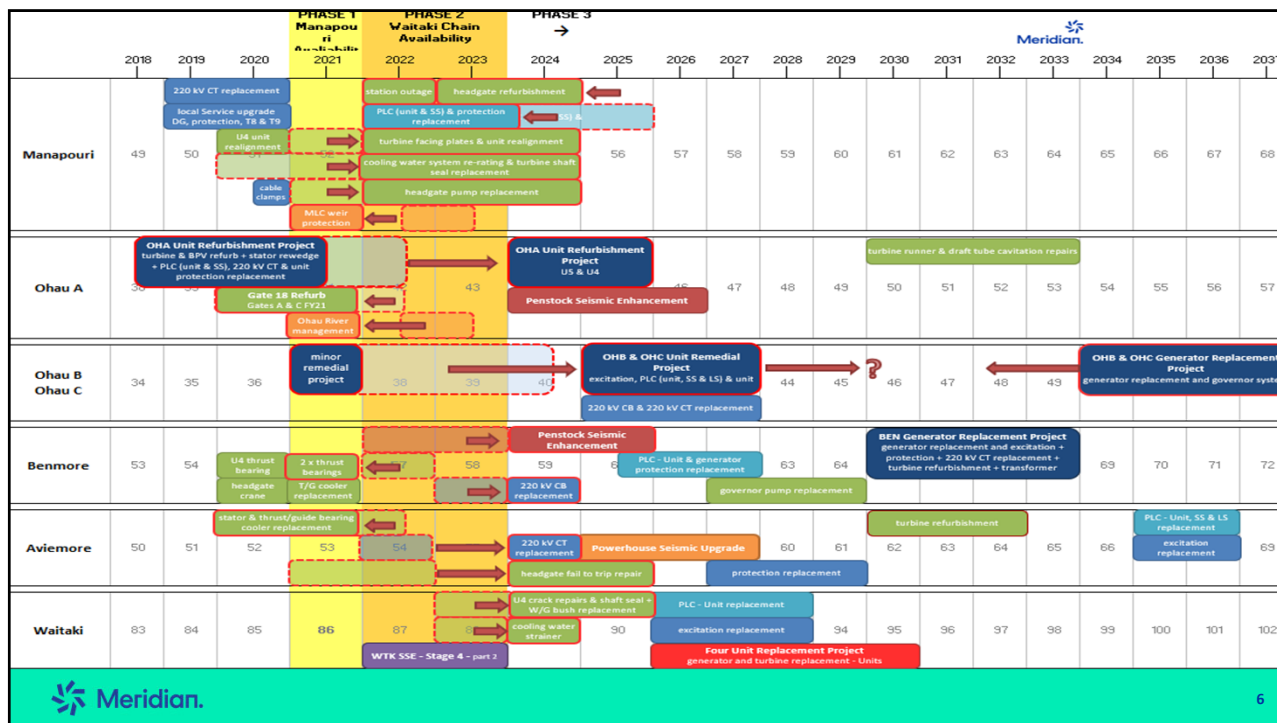 PHASE 1 PHASE 2 PHASE 3
Manapou Waitaki Chain →
ri Availability
Availabilit
Meridian.
2018 2019 2020 2021 2022 2023 2024 2025 2026 2027 2028 2029 2030 2031 2032 2033 2034 2035 2036 2037
220 kV CT replacement
station outage
headgate refurbishment
local Service upgrade
DG, protection, T8 & T9
PLC (unit & SS) & protection
replacement
SS) &
U4 unit
realignment
turbine facing plates & unit realignment
Manapouri
49 50 56 57 58 59 60 61 62 63 64 65 66 67 68
cooling water system re-rating & turbine shaft
seal replacement
cable
clamps
headgate pump replacement
MLC weir
protection
OHA Unit Refurbishment Project
turbine & BPV refurb + stator rewedge
+ PLC (unit & SS), 220 kV CT & unit
protection replacement
OHA Unit Refurbishment
Project
U5 & U4
turbine runner & draft tube cavitation repairs
Ohau A
43 47 48 49 50 51 52 53 54 55 56 57
Gate 18 Refurb
Gates A & C FY21
Penstock Seismic Enhancement
Ohau River
management
Ohau B
Ohau C
34 35 36 38 39 40 44 45 46 47 48 49
minor
remedial
project
OHB & OHC Unit Remedial
Project
excitation, PLC (unit, SS & LS) & unit
?
OHB & OHC Generator Replacement
Project
generator replacement and governor system
220 kV CB & 220 kV CT replacement
Penstock Seismic
Enhancement
BEN Generator Replacement Project
generator replacement and excitation +
protection + 220 kV CT replacement +
turbine refurbishment + transformer
Benmore
53 54 57 58 59 63 64 69 70 71 72
U4 thrust
bearing
2 x thrust
bearings
PLC - Unit & generator
protection replacement
headgate
crane
T/G cooler
replacement
220 kV CB
replacement
governor pump replacement
stator & thrust/guide bearing
cooler replacement
turbine refurbishment
PLC - Unit, SS & LS
replacement
Aviemore
50 51 52 53 54 60 61 62 63 64 65 66 69
220 kV CT
replacement
Powerhouse Seismic Upgrade
excitation
replacement
headgate fail to trip repair
protection replacement
U4 crack repairs & shaft seal +
W/G bush replacement
PLC - Unit replacement
Waitaki
83 84 85 86 87 90 94 95 96 97 98 99 100 101 102
cooling water
strainer
excitation replacement
WTK SSE – Stage 4 – part 2
Four Unit Replacement Project
generator and turbine replacement - Units
Meridian.
6